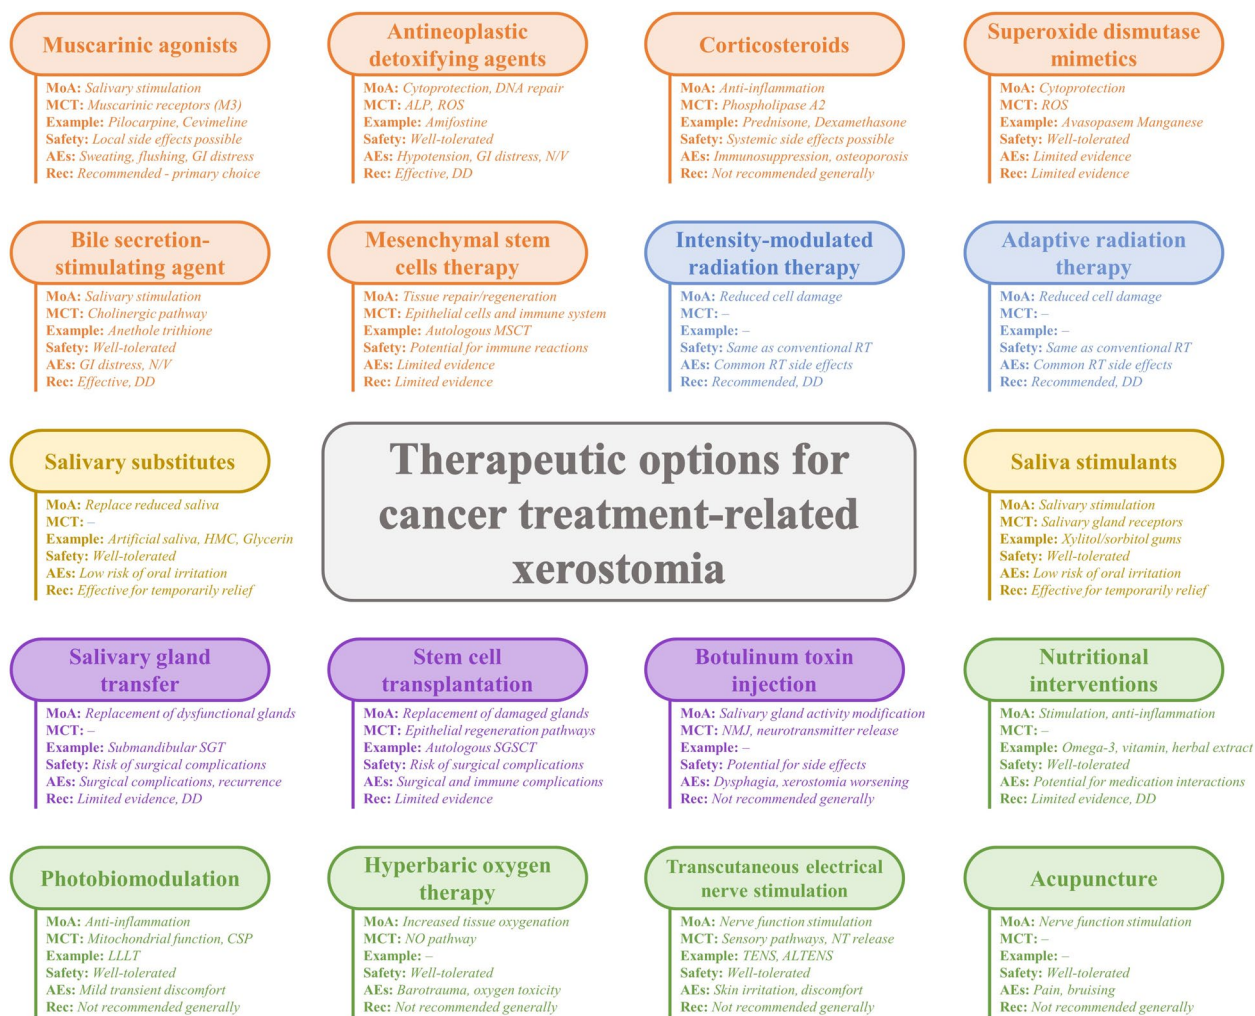 Muscarinic agonists
MoA: Salivary stimulation
MCT: Muscarinic receptors (M3)
Example: Pilocarpine, Cevimeline
Safety: Local side effects possible
AEs: Sweating, flushing, GI distress
Rec: Recommended - primary choice
Antineoplastic
detoxifying agents
MoA: Cytoprotection, DNA repair
MCT: ALP, ROS
Example: Amifostine
Safety: Well-tolerated
AEs: Hypotension, GI distress, N/V
Rec: Effective, DD
Corticosteroids
MoA: Anti-inflammation
MCT: Phospholipase A2
Example: Prednisone, Dexamethasone
Safety: Systemic side effects possible
AEs: Immunosuppression, osteoporosis
Rec: Not recommended generally
Superoxide dismutase
mimetics
MoA: Cytoprotection
MCT: ROS
Example: Avasopasem Manganese
Safety: Well-tolerated
AEs: Limited evidence
Rec: Limited evidence
Bile secretion-
stimulating agent
MoA: Salivary stimulation
MCT: Cholinergic pathway
Example: Anethole trithione
Safety: Well-tolerated
AEs: GI distress, N/V
Rec: Effective, DD
Mesenchymal stem
cells therapy
MoA: Tissue repair/regeneration
MCT: Epithelial cells and immune system
Example: Autologous MSCT
Safety: Potential for immune reactions
AEs: Limited evidence
Rec: Limited evidence
Intensity-modulated
radiation therapy
MoA: Reduced cell damage
MCT: –
Example: –
Safety: Same as conventional RT
AEs: Common RT side effects
Rec: Recommended, DD
Adaptive radiation
therapy
MoA: Reduced cell damage
MCT: –
Example: –
Safety: Same as conventional RT
AEs: Common RT side effects
Rec: Recommended, DD
Salivary substitutes
MoA: Replace reduced saliva
MCT: –
Example: Artificial saliva, HMC, Glycerin
Safety: Well-tolerated
AEs: Low risk of oral irritation
Rec: Effective for temporarily relief
Therapeutic options for
cancer treatment-related
xerostomia
Saliva stimulants
MoA: Salivary stimulation
MCT: Salivary gland receptors
Example: Xylitol/sorbitol gums
Safety: Well-tolerated
AEs: Low risk of oral irritation
Rec: Effective for temporarily relief
Salivary gland
transfer
MoA: Replacement of dysfunctional glands
MCT: –
Example: Submandibular SGT
Safety: Risk of surgical complications
AEs: Surgical complications, recurrence
Rec: Limited evidence, DD
Stem cell
transplantation
MoA: Replacement of damaged glands
MCT: Epithelial regeneration pathways
Example: Autologous SGSCT
Safety: Risk of surgical complications
AEs: Surgical and immune complications
Rec: Limited evidence
Botulinum toxin
injection
MoA: Salivary gland activity modification
MCT: NMJ, neurotransmitter release
Example: –
Safety: Potential for side effects
AEs: Dysphagia, xerostomia worsening
Rec: Not recommended generally
Nutritional
interventions
MoA: Stimulation, anti-inflammation
MCT: –
Example: Omega-3, vitamin, herbal extract
Safety: Well-tolerated
AEs: Potential for medication interactions
Rec: Limited evidence, DD
Photobiomodulation
MoA: Anti-inflammation
MCT: Mitochondrial function, CSP
Example: LLLT
Safety: Well-tolerated
AEs: Mild transient discomfort
Rec: Not recommended generally
Hyperbaric oxygen
therapy
MoA: Increased tissue oxygenation
MCT: NO pathway
Example: –
Safety: Well-tolerated
AEs: Barotrauma, oxygen toxicity
Rec: Not recommended generally
Transcutaneous electrical
nerve stimulation
MoA: Nerve function stimulation
MCT: Sensory pathways, NT release
Example: TENS, ALTENS
Safety: Well-tolerated
AEs: Skin irritation, discomfort
Rec: Not recommended generally
Acupuncture
MoA: Nerve function stimulation
MCT: –
Example: –
Safety: Well-tolerated
AEs: Pain, bruising
Rec: Not recommended generally